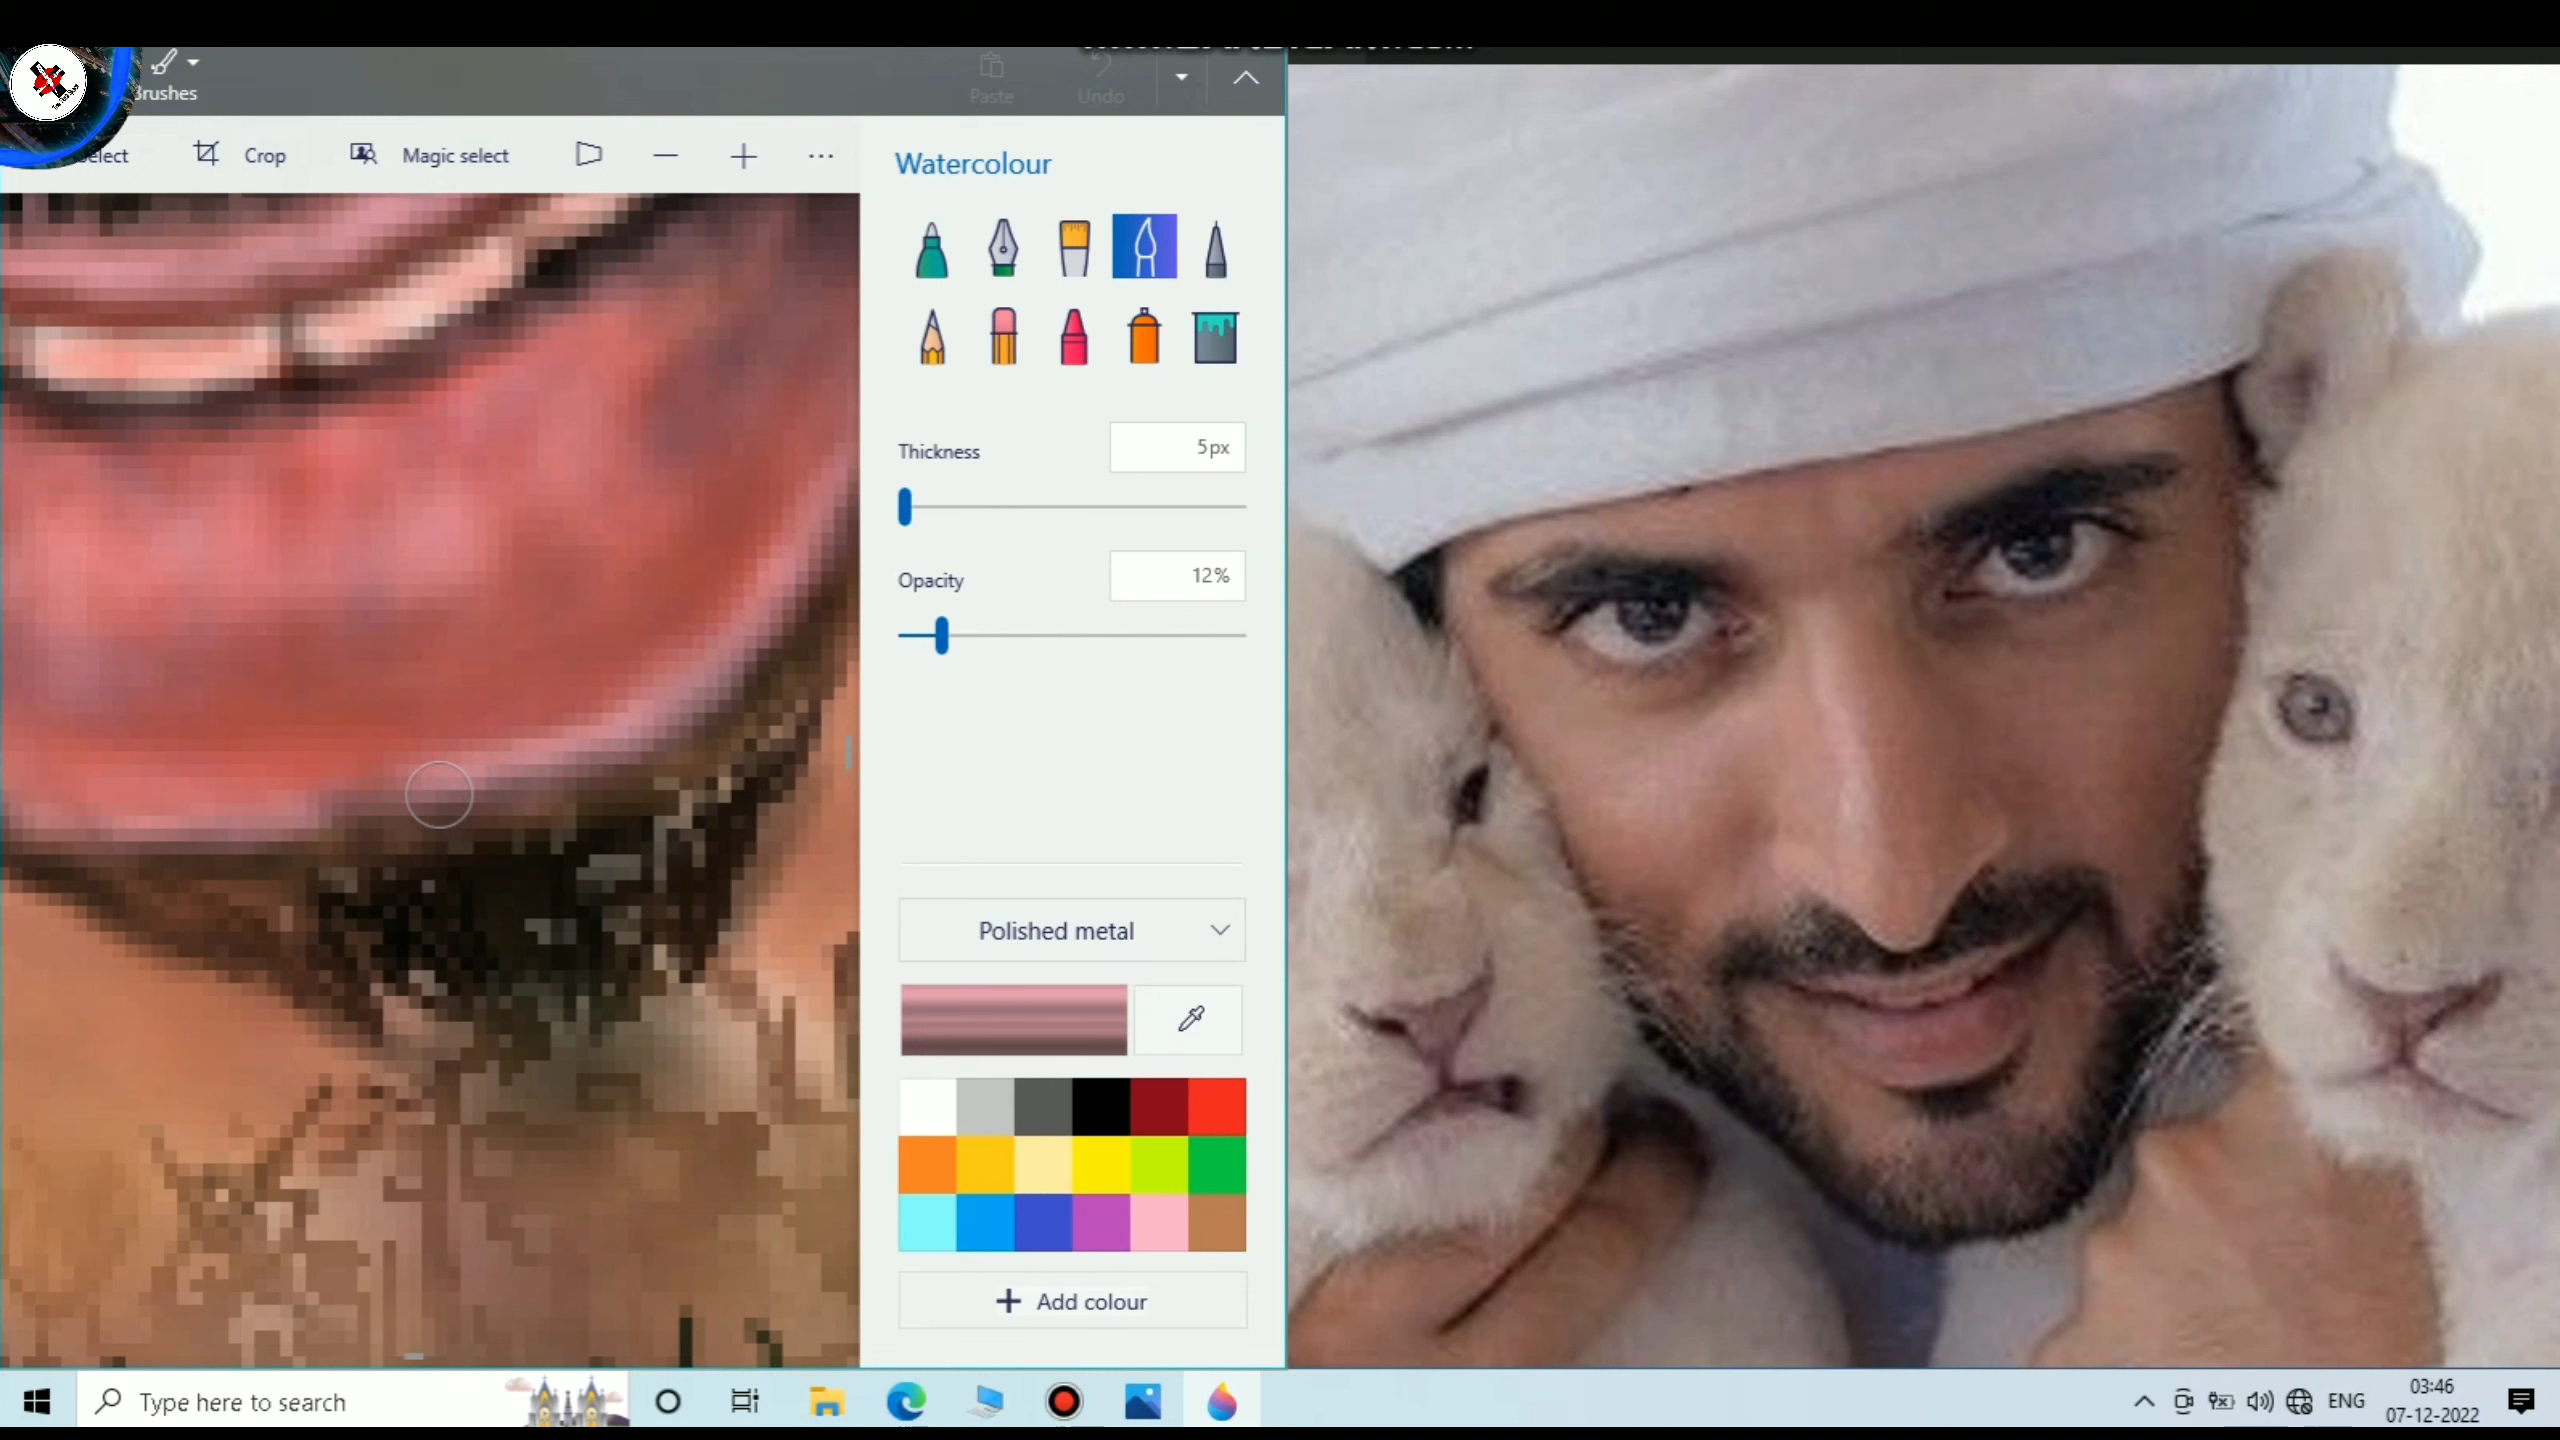 Brushes
Paste
Undo
Select
Crop
Magic select
Watercolour
Thickness
5px
Opacity
12%
Polished metal
Add colour
Type here to search
ENG
03:46
07-12-2022